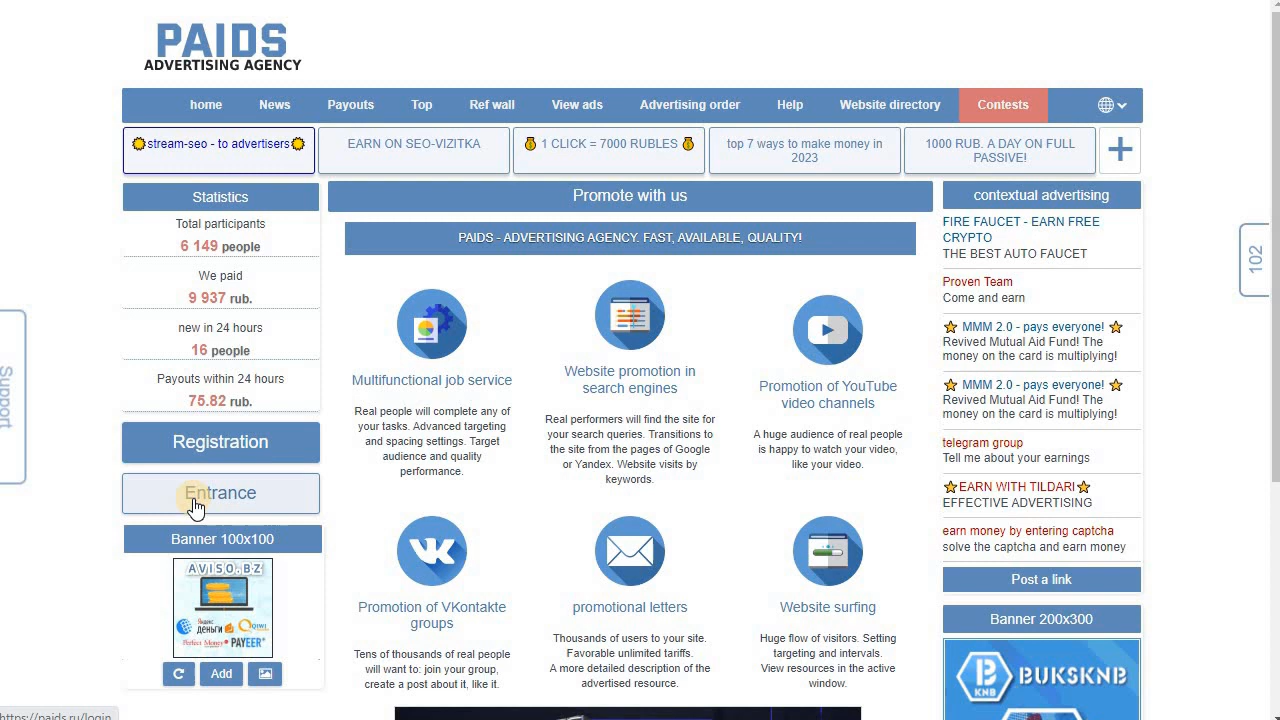 PAIDS
ADVERTISING AGENCY
home News Payouts Top Ref wall View ads Advertising order Help Website directory Contests
stream-seo - to advertisers
EARN ON SEO-VIZITKA
1 CLICK = 7000 RUBLES
top 7 ways to make money in
2023
1000 RUB. A DAY ON FULL
PASSIVE!
Statistics
Total participants
6 149 people
We paid
9 937 rub.
new in 24 hours
16 people
Payouts within 24 hours
75.82 rub.
Registration
Entrance
Banner 100x100
AVISO.BZ
Яндекс
деньги
QIWI
Perfect Money
PAYEER
Add
Support
Promote with us
PAIDS - ADVERTISING AGENCY. FAST, AVAILABLE, QUALITY!
Multifunctional job service
Real people will complete any of
your tasks. Advanced targeting
and spacing settings. Target
audience and quality
performance.
Website promotion in
search engines
Real performers will find the site for
your search queries. Transitions to
the site from the pages of Google
or Yandex. Website visits by
keywords.
Promotion of YouTube
video channels
A huge audience of real people
is happy to watch your video,
like your video.
Promotion of VKontakte
groups
Tens of thousands of real people
will want to: join your group,
create a post about it, like it.
promotional letters
Thousands of users to your site.
Favorable unlimited tariffs.
A more detailed description of the
advertised resource.
Website surfing
Huge flow of visitors. Setting
targeting and intervals.
View resources in the active
window.
contextual advertising
FIRE FAUCET - EARN FREE
CRYPTO
THE BEST AUTO FAUCET
Proven Team
Come and earn
MMM 2.0 - pays everyone!
Revived Mutual Aid Fund! The
money on the card is multiplying!
MMM 2.0 - pays everyone!
Revived Mutual Aid Fund! The
money on the card is multiplying!
telegram group
Tell me about your earnings
EARN WITH TILDARI
EFFECTIVE ADVERTISING
earn money by entering captcha
solve the captcha and earn money
Post a link
Banner 200x300
KNB
BUKSKNB
102
https://paids.ru/login